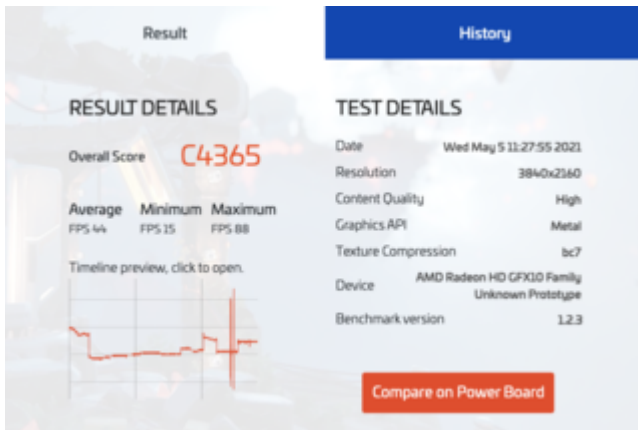 Result
History
RESULT DETAILS
Overall Score C4365
Average Minimum Maximum
FPS 44 FPS 15 FPS 88
Timeline preview, click to open.
TEST DETAILS
Date Wed May 5 11:27:55 2021
Resolution 3840x2160
Content Quality High
Graphics API Metal
Texture Compression bc7
Device AMD Radeon HD GFX10 Family
Unknown Prototype
Benchmark version 1.2.3
Compare on Power Board